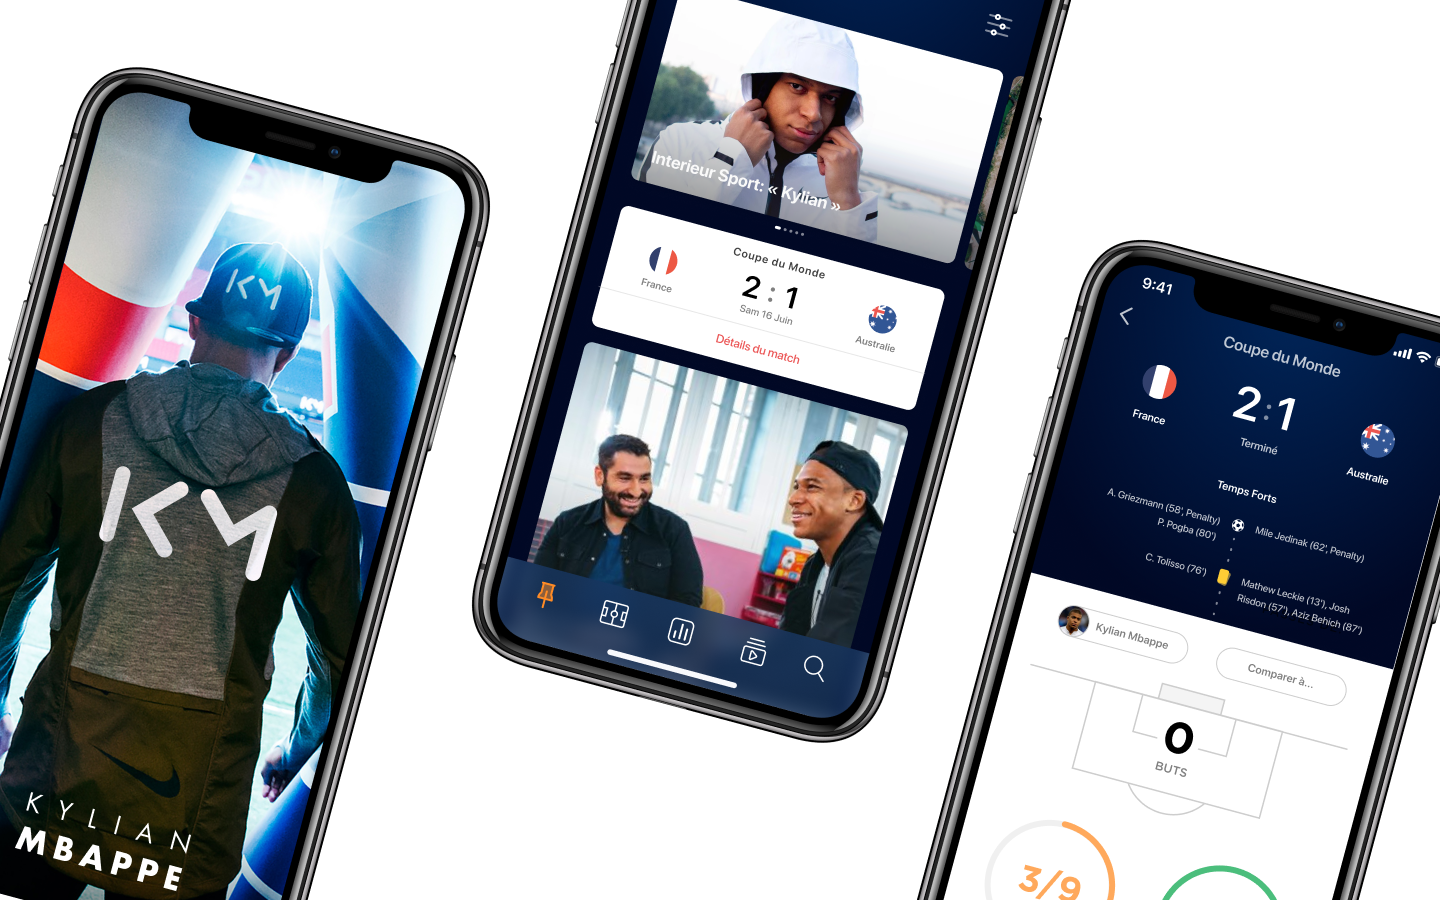 KM
KM
KM
KYLIAN
MBAPPE
Interieur Sport: « Kylian »
Coupe du Monde
France
2 : 1
Sam 16 Juin
Australie
Détails du match
9:41
Coupe du Monde
France
2:1
Terminé
Australie
Temps Forts
A. Griezmann (58', Penalty)
P. Pogba (80')
Mile Jedinak (62', Penalty)
C. Tolisso (76')
Mathew Leckie (13'), Josh
Risdon (57'), Aziz Behich (87')
Kylian Mbappe
Comparer à...
0
BUTS
3/9